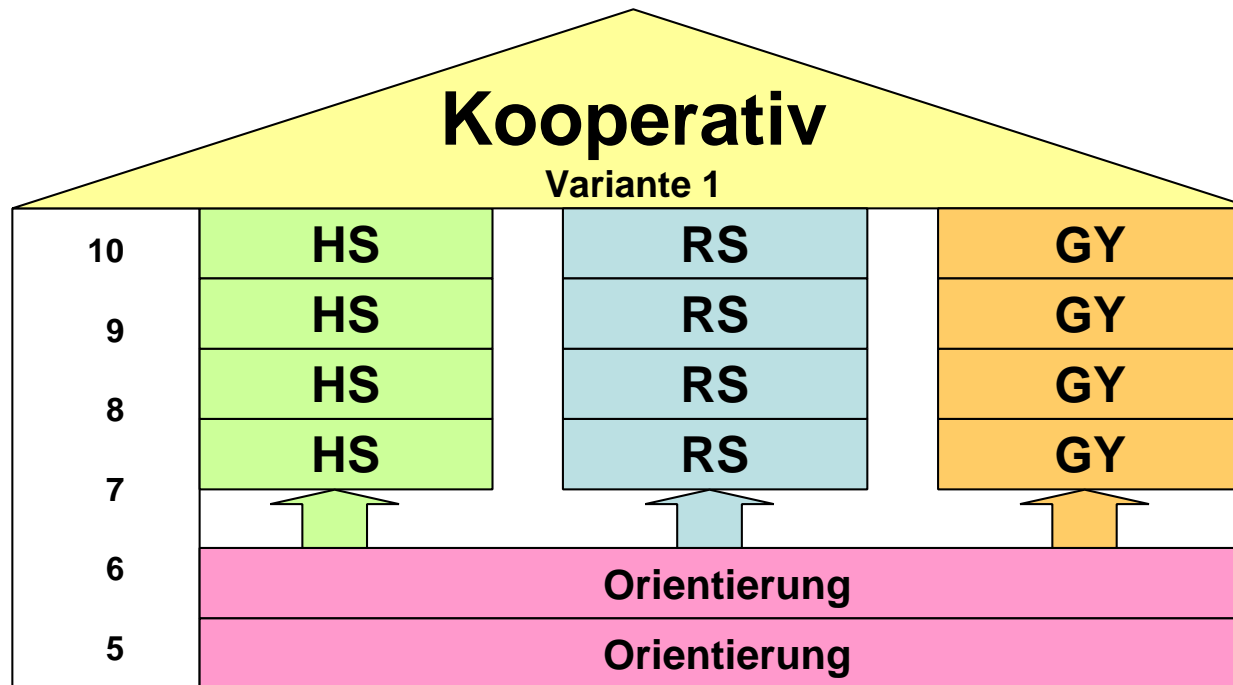 Kooperativ
Variante 1
10 HS RS GY
9 HS RS GY
8 HS RS GY
7 HS RS GY
6 Orientierung
5 Orientierung